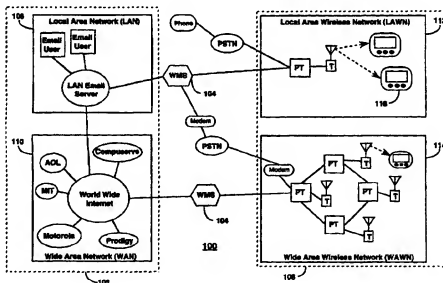 106
Local Area Network (LAN)
Email User
Email User
LAN Email Server
Phone
PSTN
WMS
104
Modem
PSTN
Modem
Local Area Wireless Network (LAWN)
PT
T
116
110
Compuserve
AOL
MIT
World Wide Internet
Motorola
Prodigy
Wide Area Network (WAN)
WMS
104
100
PT
T
PT
T
PT
T
PT
T
Wide Area Wireless Network (WAWN)
108